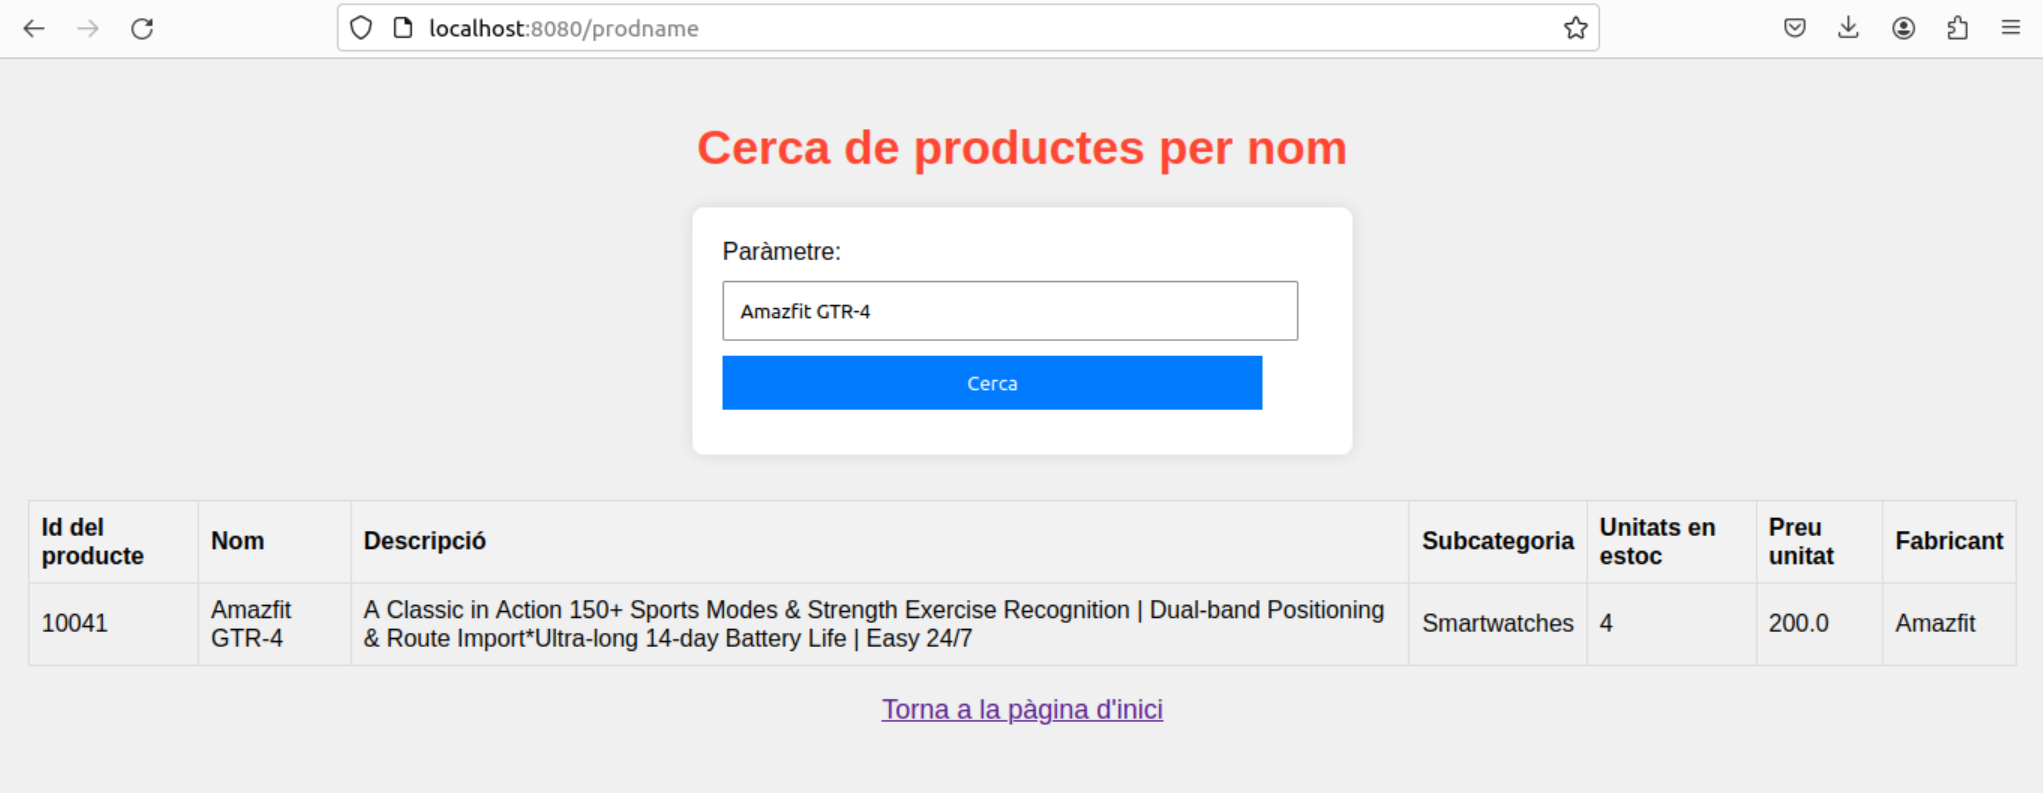 localhost:8080/prodname
Cerca de productes per nom
Paràmetre:
Amazfit GTR-4
Cerca
Id del producte
Nom
Descripció
Subcategoria
Unitats en estoc
Preu unitat
Fabricant
10041
Amazfit GTR-4
A Classic in Action 150+ Sports Modes & Strength Exercise Recognition | Dual-band Positioning
& Route Import*Ultra-long 14-day Battery Life | Easy 24/7
Smartwatches
4
200.0
Amazfit
Torna a la pàgina d'inici